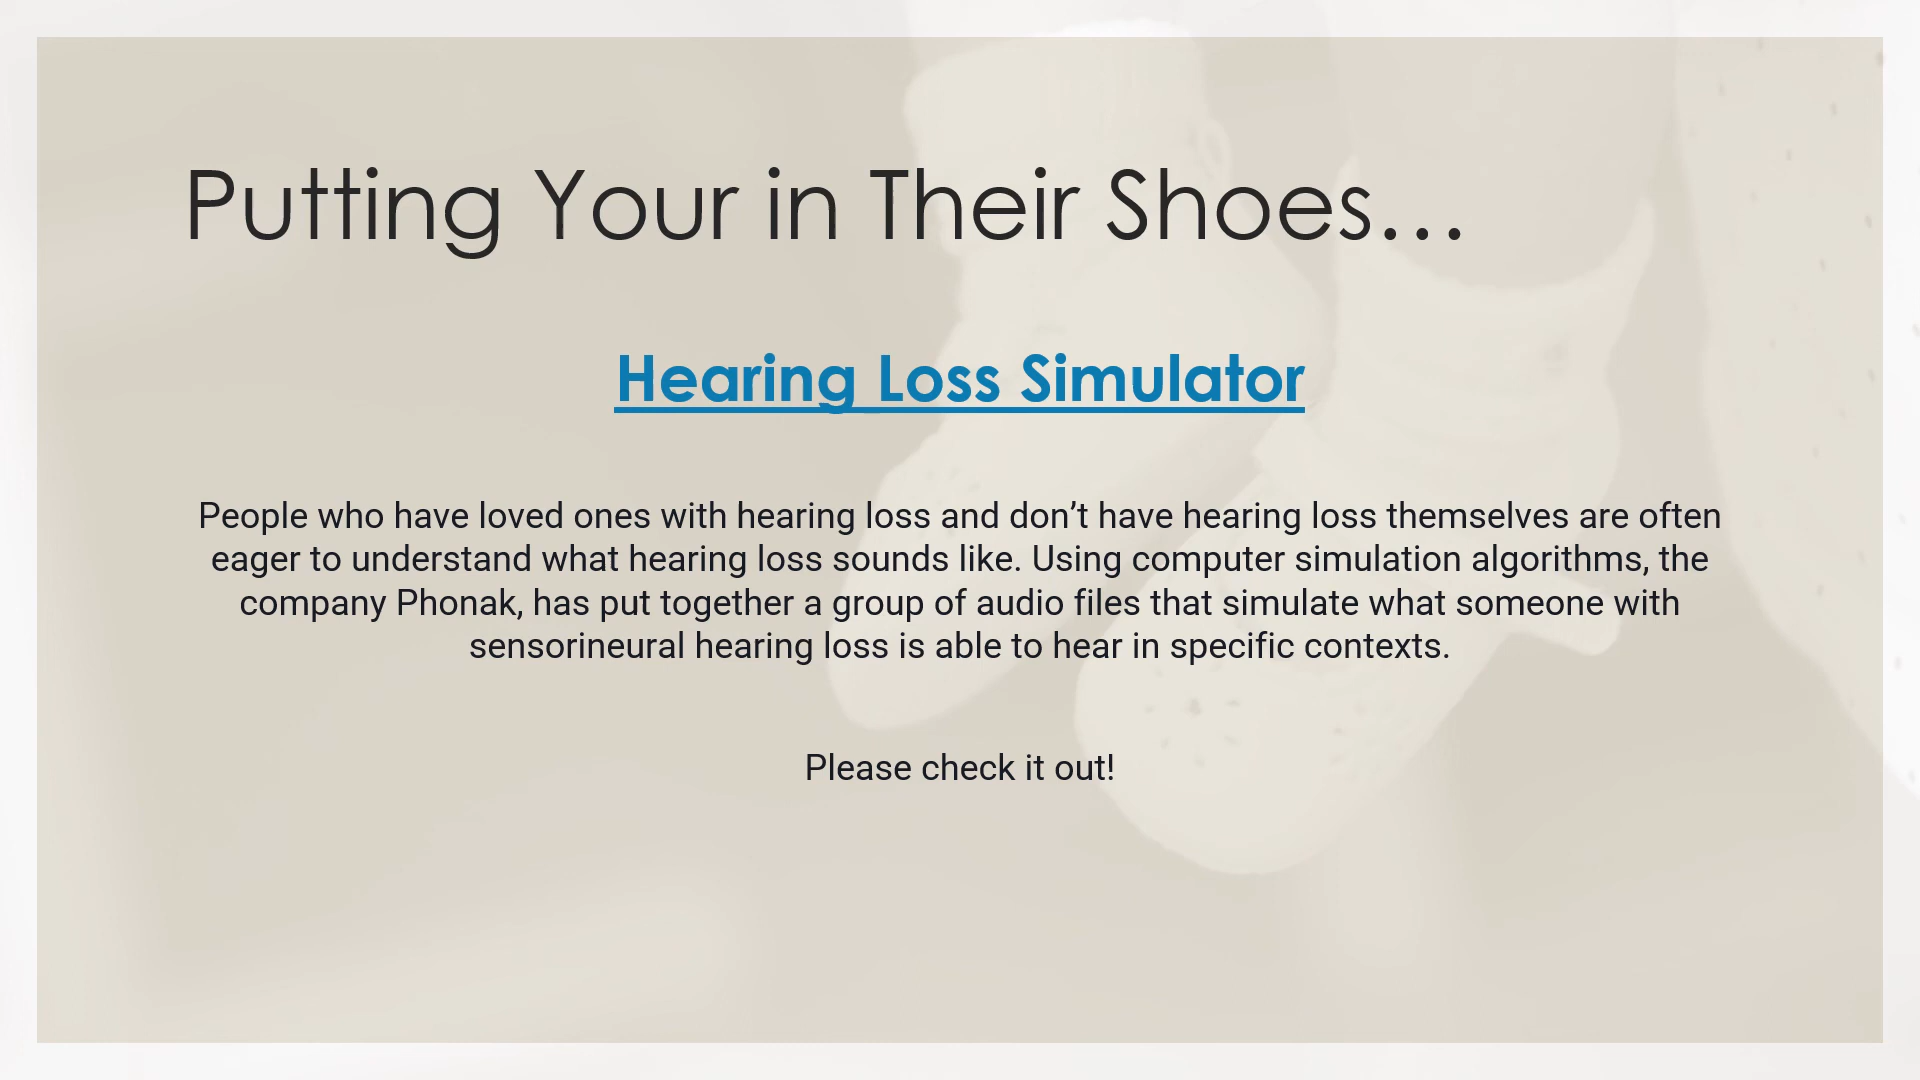 Putting Your in Their Shoes…
Hearing Loss Simulator
People who have loved ones with hearing loss and don’t have hearing loss themselves are often
eager to understand what hearing loss sounds like. Using computer simulation algorithms, the
company Phonak, has put together a group of audio files that simulate what someone with
sensorineural hearing loss is able to hear in specific contexts.
Please check it out!